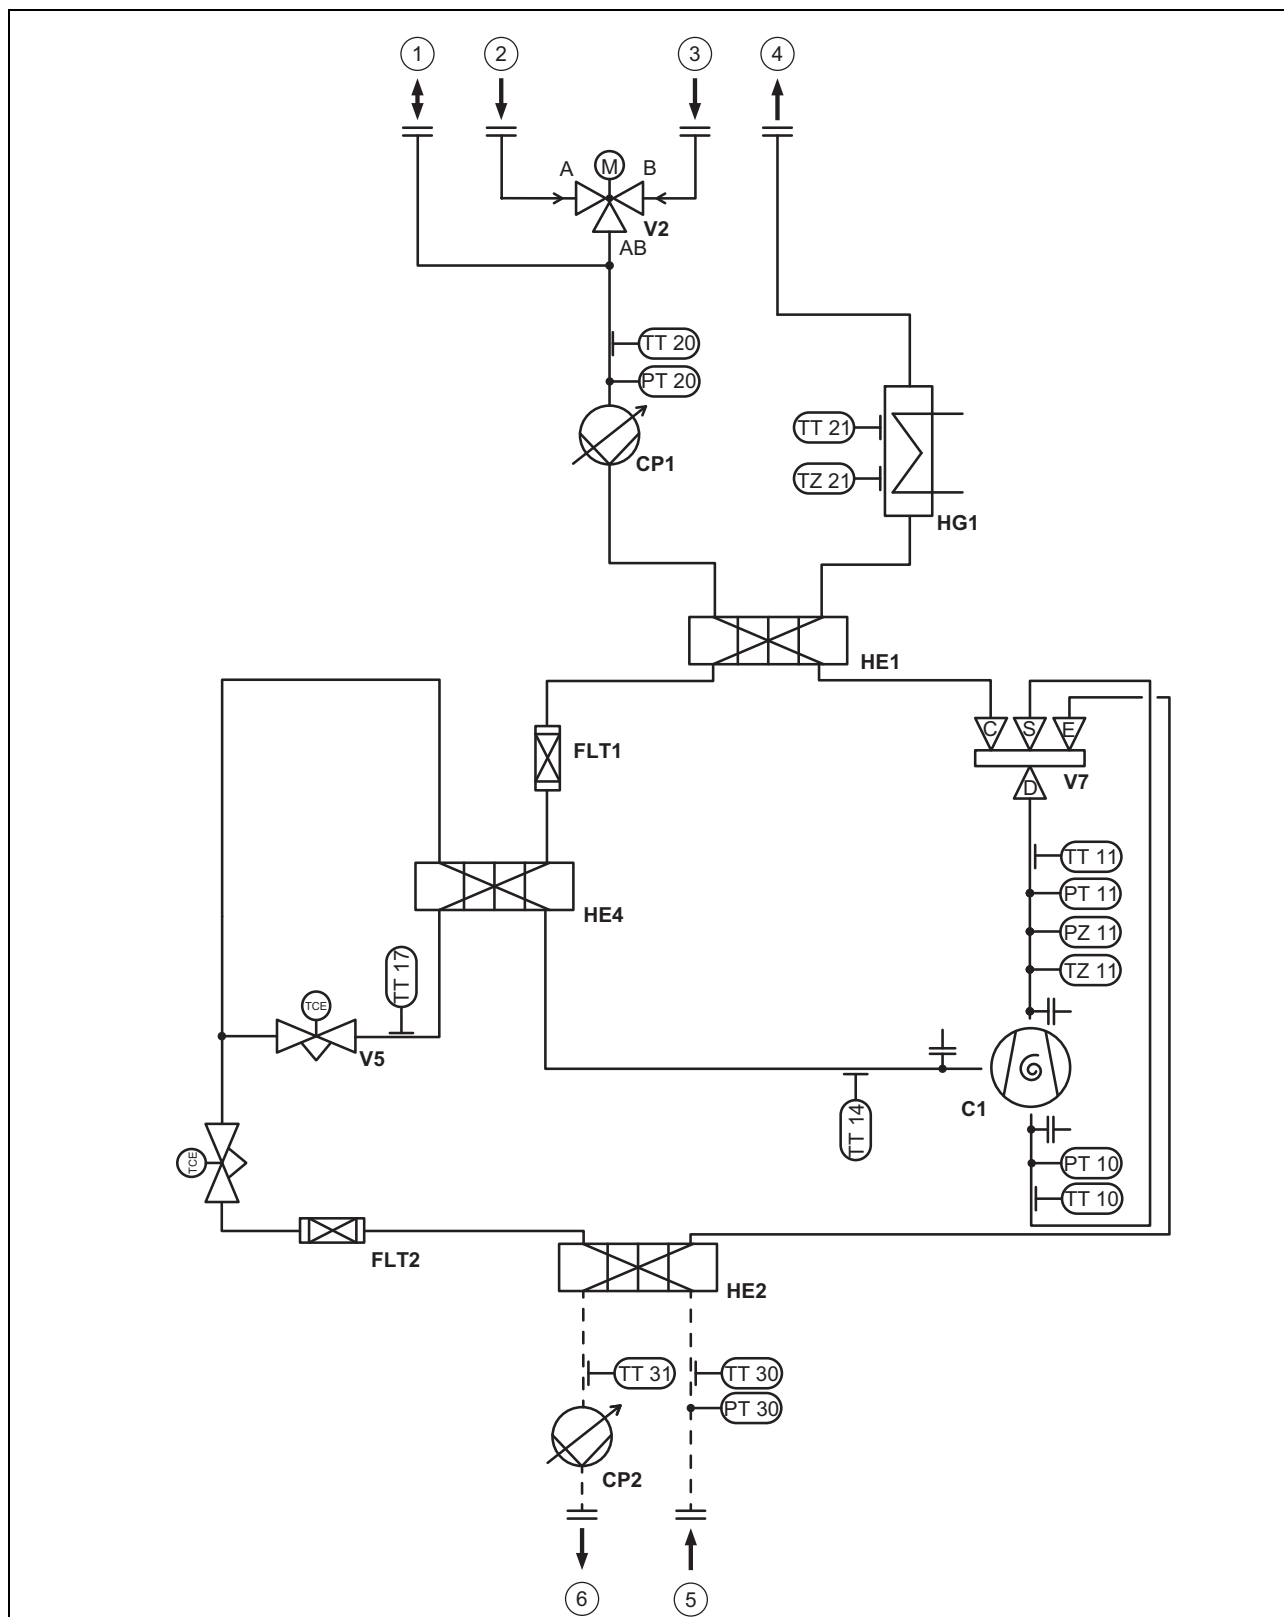 1
2
3
4
M
A
B
V2
AB
TT 20
PT 20
CP1
TT 21
TZ 21
HG1
HE1
C
S
E
V7
D
FLT1
TT 11
PT 11
PZ 11
TZ 11
HE4
TT 17
TCE
V5
C1
TT 14
TCE
PT 10
TT 10
FLT2
HE2
TT 31
TT 30
PT 30
CP2
6
5